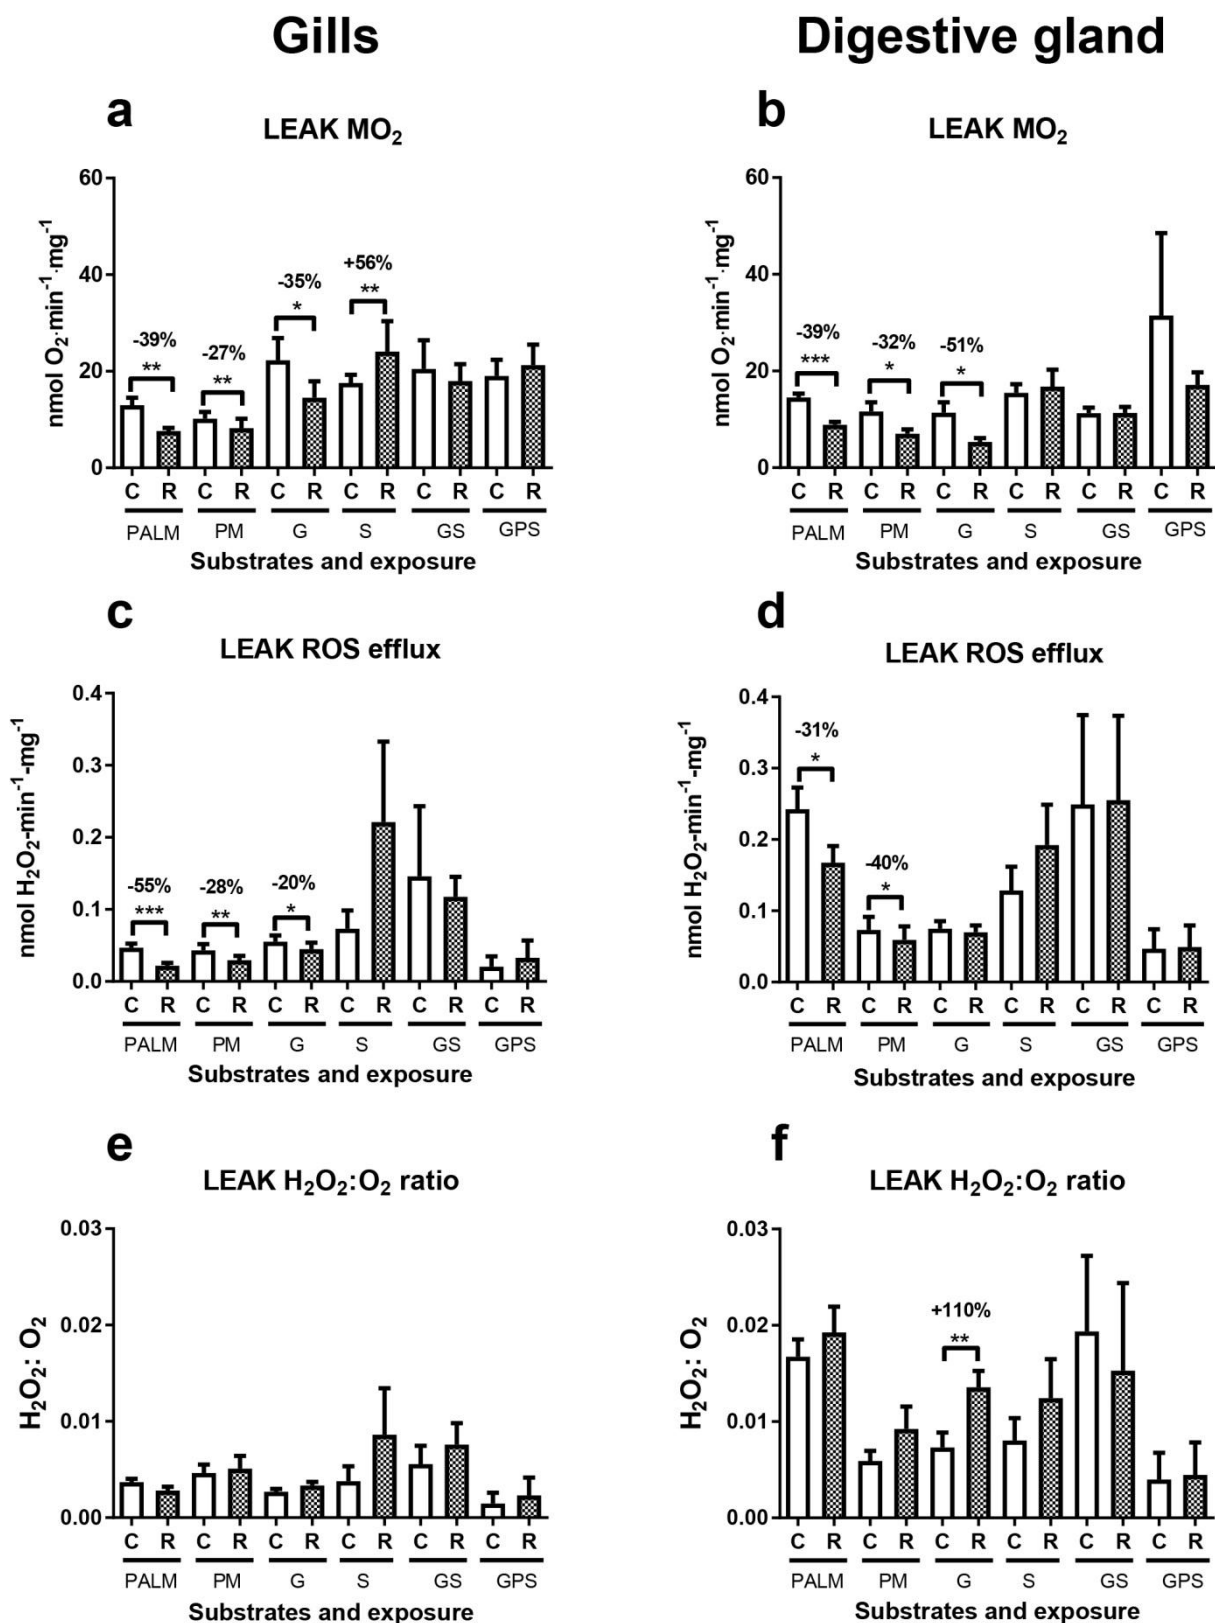 Gills
Digestive gland
a
LEAK MO₂
nmol O₂·min⁻¹·mg⁻¹
60
40
20
0
-39%
**
-27%
**
-35%
*
+56%
**
C R C R C R C R C R C R
PALM PM G S GS GPS
Substrates and exposure
b
LEAK MO₂
nmol O₂·min⁻¹·mg⁻¹
60
40
20
0
-39%
***
-32%
*
-51%
*
C R C R C R C R C R C R
PALM PM G S GS GPS
Substrates and exposure
c
LEAK ROS efflux
nmol H₂O₂-min⁻¹-mg⁻¹
0.4
0.3
0.2
0.1
0.0
-55%
***
-28%
**
-20%
*
C R C R C R C R C R C R
PALM PM G S GS GPS
Substrates and exposure
d
LEAK ROS efflux
nmol H₂O₂-min⁻¹-mg⁻¹
0.4
0.3
0.2
0.1
0.0
-31%
*
-40%
*
C R C R C R C R C R C R
PALM PM G S GS GPS
Substrates and exposure
e
LEAK H₂O₂:O₂ ratio
H₂O₂: O₂
0.03
0.02
0.01
0.00
C R C R C R C R C R C R
PALM PM G S GS GPS
Substrates and exposure
f
LEAK H₂O₂:O₂ ratio
H₂O₂: O₂
0.03
0.02
0.01
0.00
+110%
**
C R C R C R C R C R C R
PALM PM G S GS GPS
Substrates and exposure